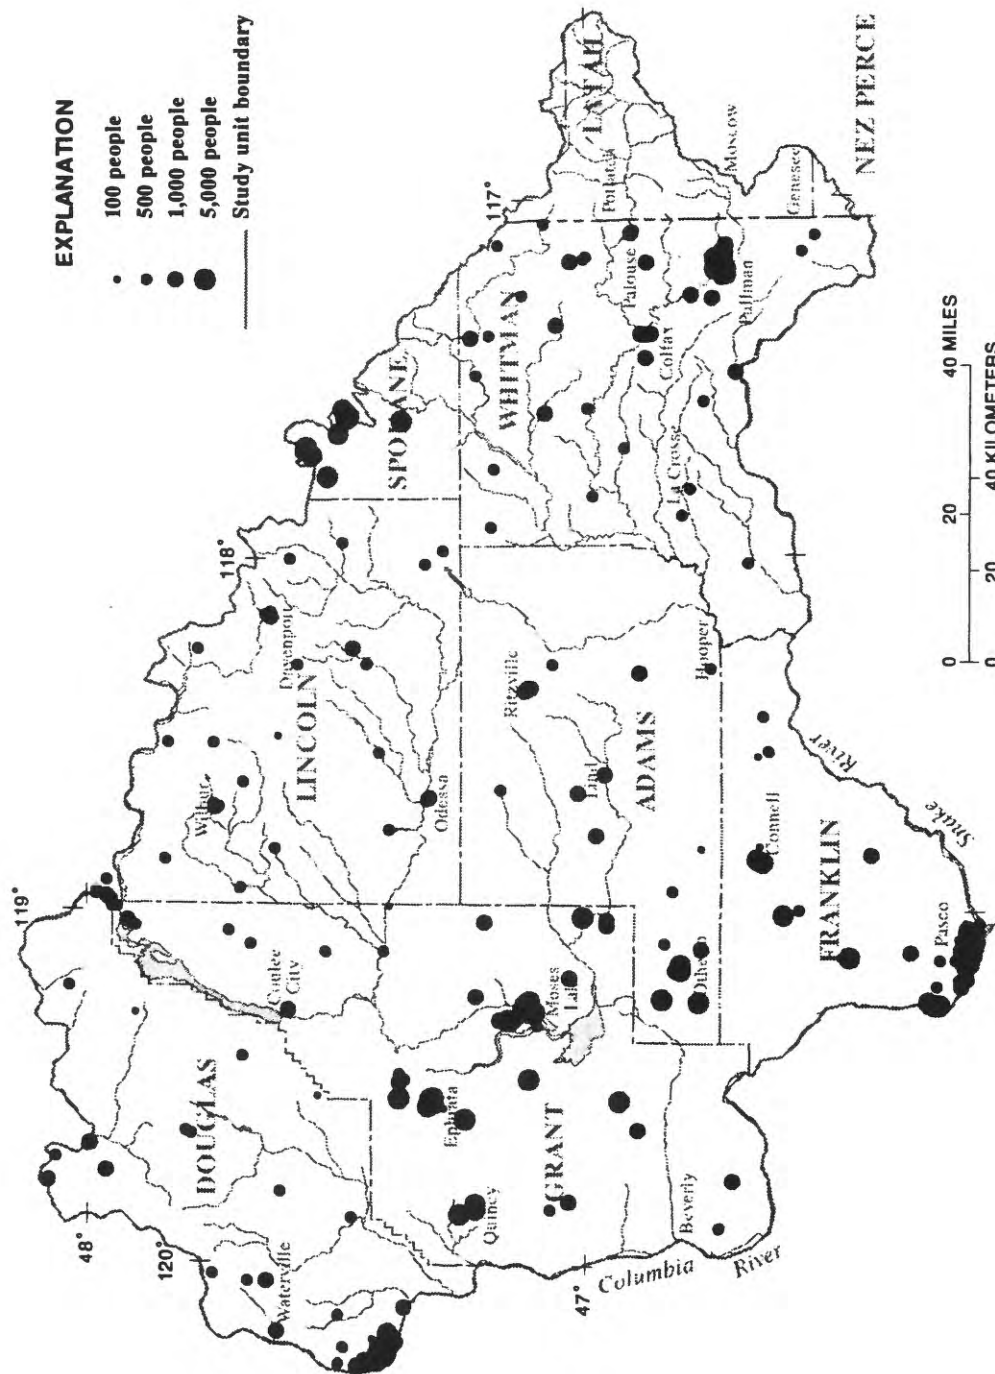 EXPLANATION
100 people
500 people
1,000 people
5,000 people
Study unit boundary
119°
118°
117°
48°
120°
47°
DOUGLAS
Waterville
Coulee
City
LINCOLN
Wilbur
Davenport
Odessa
SPOKANE
WHITMAN
Palouse
Colfax
La Crosse
Pullman
LATAH
Potlatch
Moscow
Genesee
NEZ PERCE
GRANT
Ephrata
Quincy
Moses
Lake
Beverly
ADAMS
Ritzville
Lind
Othello
Hooper
FRANKLIN
Connell
Pasco
Columbia
River
Snake
River
0 20 40 MILES
0 20 40 KILOMETERS